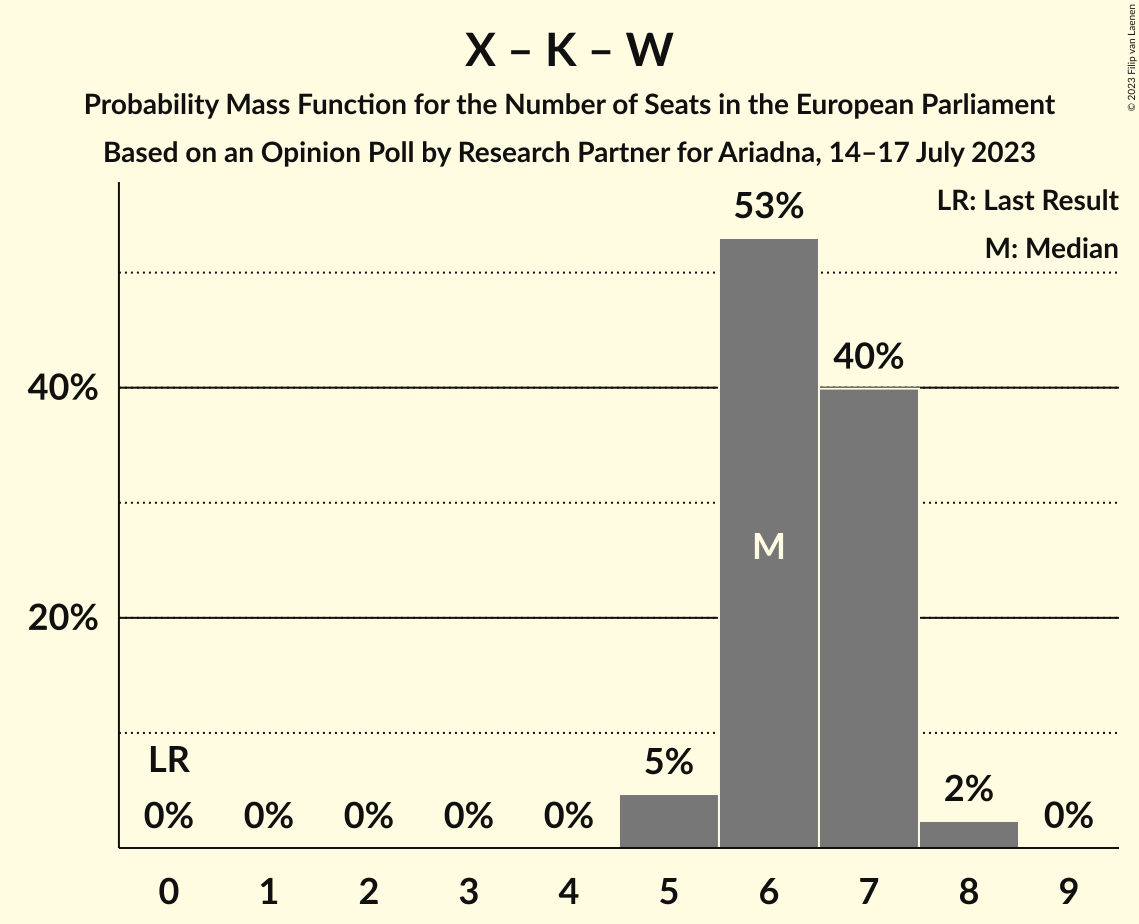 X – K – W
Probability Mass Function for the Number of Seats in the European Parliament
Based on an Opinion Poll by Research Partner for Ariadna, 14–17 July 2023
© 2023 Filip van Laenen
LR: Last Result
M: Median
53%
40%
40%
M
20%
LR
5%
2%
0% 0% 0% 0% 0% 0%
0 1 2 3 4 5 6 7 8 9